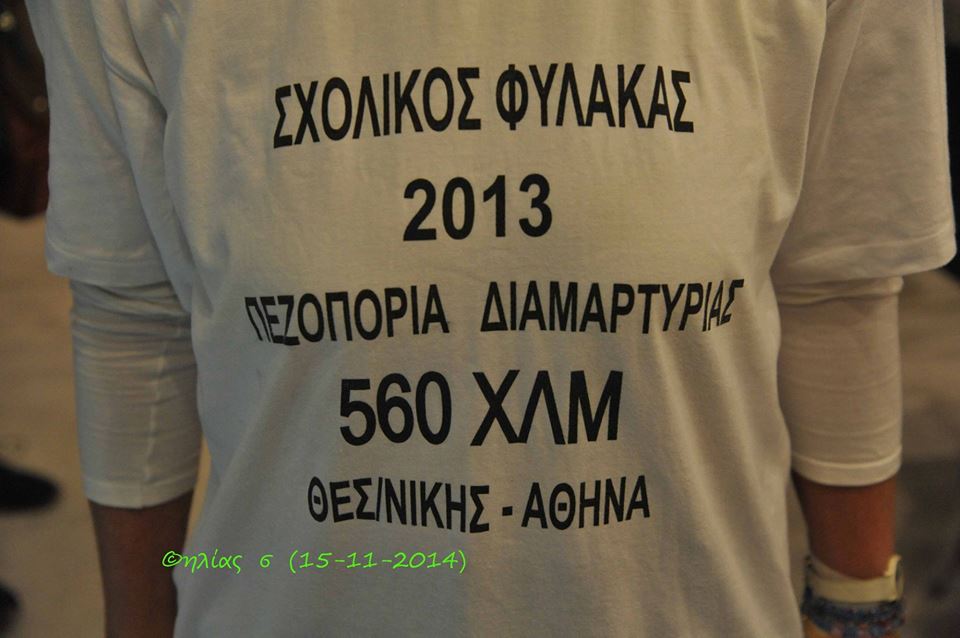 ΣΧΟΛΙΚΟΣ ΦΥΛΑΚΑΣ
2013
ΠΕΖΟΠΟΡΙΑ ΔΙΑΜΑΡΤΥΡΙΑΣ
560 ΧΛΜ
ΘΕΣ/ΝΙΚΗΣ - ΑΘΗΝΑ
©ηλίας σ (15-11-2014)